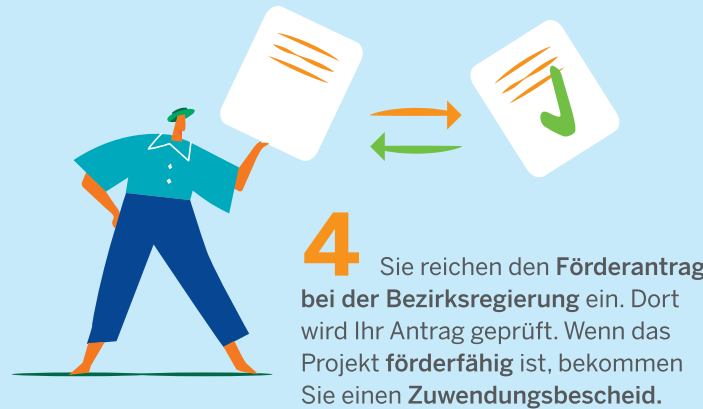 4 Sie reichen den Förderantrag
bei der Bezirksregierung ein. Dort
wird Ihr Antrag geprüft. Wenn das
Projekt förderfähig ist, bekommen
Sie einen Zuwendungsbescheid.